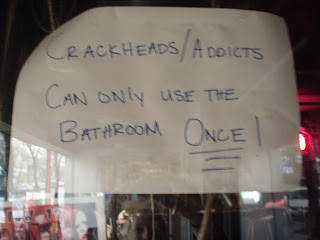 CRACKHEADS/ADDICTS
CAN ONLY USE THE
BATHROOM ONCE!